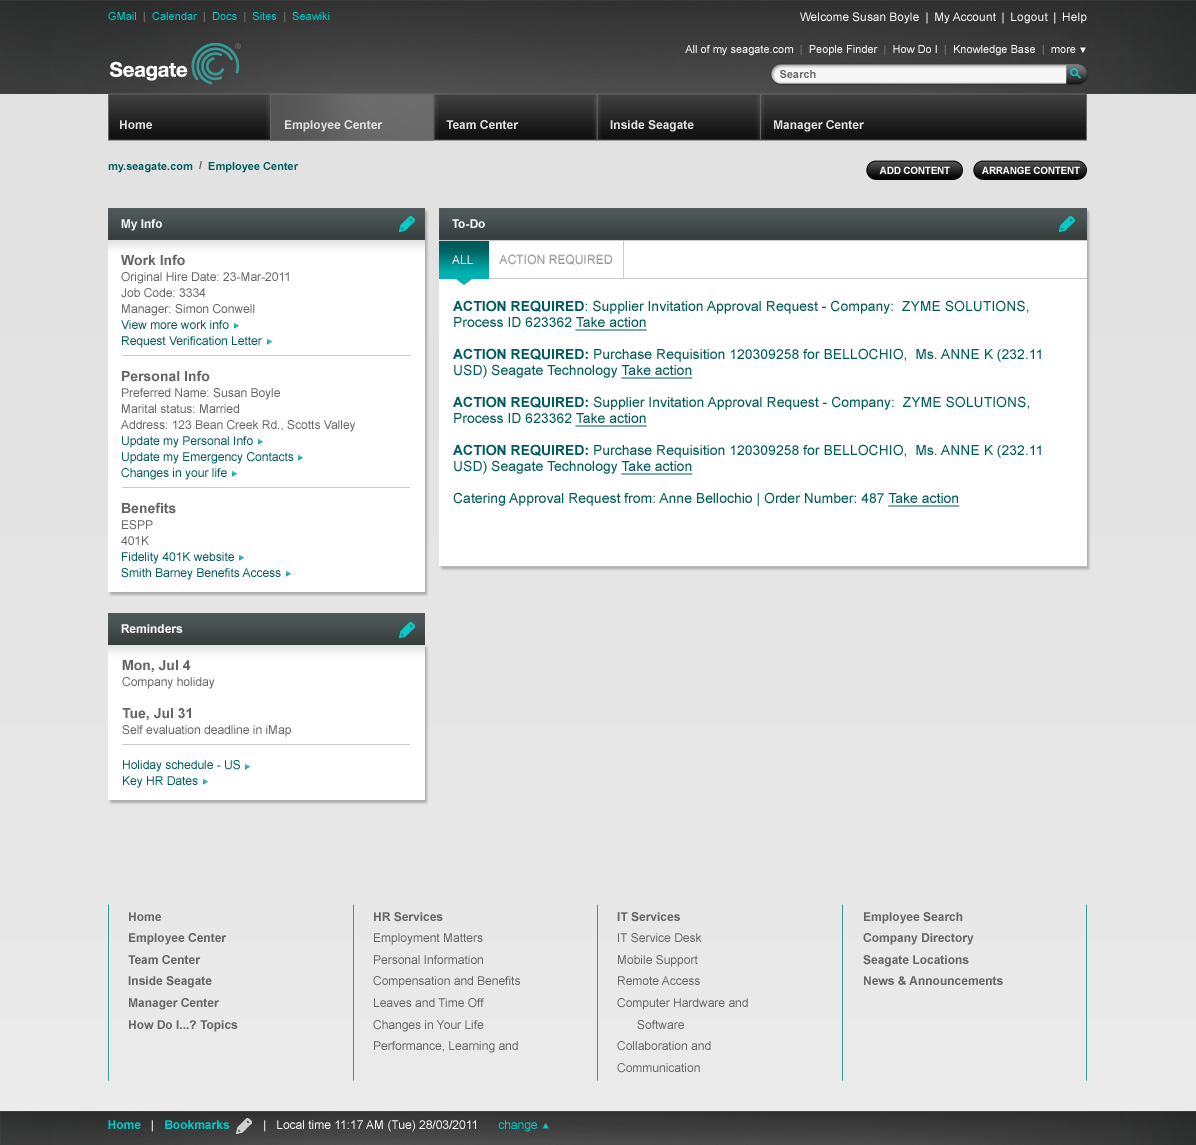 GMail | Calendar | Docs | Sites | Seawiki
Welcome Susan Boyle | My Account | Logout | Help
All of my seagate.com | People Finder | How Do I | Knowledge Base | more ▼
Seagate®
Search
Home
Employee Center
Team Center
Inside Seagate
Manager Center
my.seagate.com / Employee Center
ADD CONTENT
ARRANGE CONTENT
My Info
Work Info
Original Hire Date: 23-Mar-2011
Job Code: 3334
Manager: Simon Conwell
View more work info
Request Verification Letter
Personal Info
Preferred Name: Susan Boyle
Marital status: Married
Address: 123 Bean Creek Rd., Scotts Valley
Update my Personal Info
Update my Emergency Contacts
Changes in your life
Benefits
ESPP
401K
Fidelity 401K website
Smith Barney Benefits Access
To-Do
ALL
ACTION REQUIRED
ACTION REQUIRED: Supplier Invitation Approval Request - Company: ZYME SOLUTIONS,
Process ID 623362 Take action
ACTION REQUIRED: Purchase Requisition 120309258 for BELLOCHIO, Ms. ANNE K (232.11
USD) Seagate Technology Take action
ACTION REQUIRED: Supplier Invitation Approval Request - Company: ZYME SOLUTIONS,
Process ID 623362 Take action
ACTION REQUIRED: Purchase Requisition 120309258 for BELLOCHIO, Ms. ANNE K (232.11
USD) Seagate Technology Take action
Catering Approval Request from: Anne Bellochio | Order Number: 487 Take action
Reminders
Mon, Jul 4
Company holiday
Tue, Jul 31
Self evaluation deadline in iMap
Holiday schedule - US
Key HR Dates
Home
Employee Center
Team Center
Inside Seagate
Manager Center
How Do I...? Topics
HR Services
Employment Matters
Personal Information
Compensation and Benefits
Leaves and Time Off
Changes in Your Life
Performance, Learning and
IT Services
IT Service Desk
Mobile Support
Remote Access
Computer Hardware and
Software
Collaboration and
Communication
Employee Search
Company Directory
Seagate Locations
News & Announcements
Home | Bookmarks | Local time 11:17 AM (Tue) 28/03/2011 change ▲